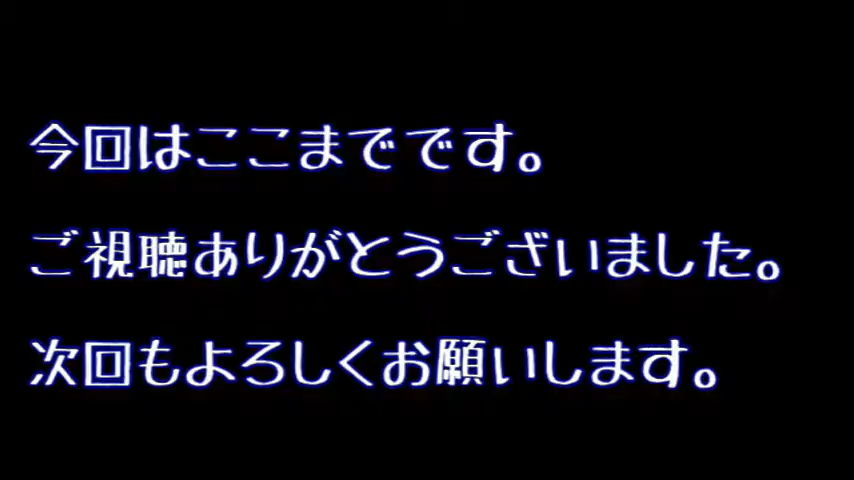 今回はここまでです。
ご視聴ありがとうございました。
次回もよろしくお願いします。